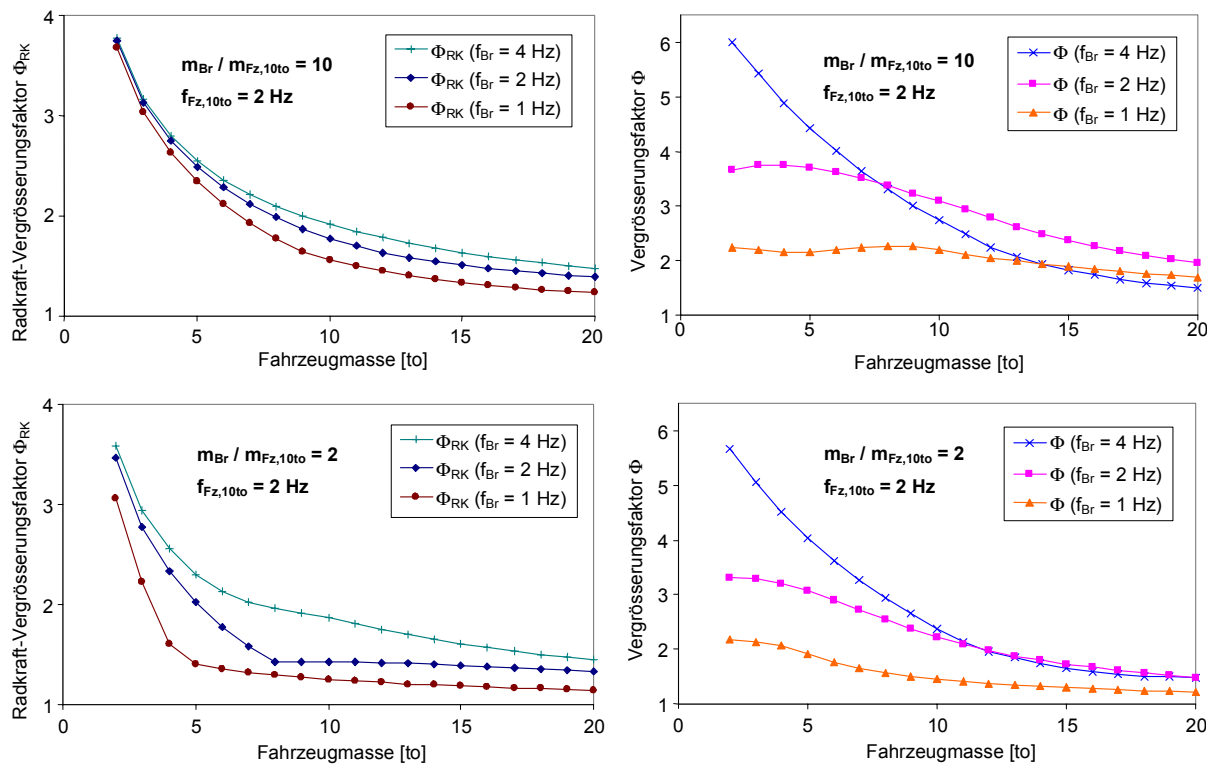 Radkraft-Vergrösserungsfaktor Φ_RK
4
3
2
1
0
5
10
15
20
Fahrzeugmasse [to]
m_Br / m_Fz,10to = 10
f_Fz,10to = 2 Hz
Φ_RK (f_Br = 4 Hz)
Φ_RK (f_Br = 2 Hz)
Φ_RK (f_Br = 1 Hz)
Vergrösserungsfaktor Φ
6
5
4
3
2
1
0
5
10
15
20
Fahrzeugmasse [to]
m_Br / m_Fz,10to = 10
f_Fz,10to = 2 Hz
Φ (f_Br = 4 Hz)
Φ (f_Br = 2 Hz)
Φ (f_Br = 1 Hz)
Radkraft-Vergrösserungsfaktor Φ_RK
4
3
2
1
0
5
10
15
20
Fahrzeugmasse [to]
m_Br / m_Fz,10to = 2
f_Fz,10to = 2 Hz
Φ_RK (f_Br = 4 Hz)
Φ_RK (f_Br = 2 Hz)
Φ_RK (f_Br = 1 Hz)
Vergrösserungsfaktor Φ
6
5
4
3
2
1
0
5
10
15
20
Fahrzeugmasse [to]
m_Br / m_Fz,10to = 2
f_Fz,10to = 2 Hz
Φ (f_Br = 4 Hz)
Φ (f_Br = 2 Hz)
Φ (f_Br = 1 Hz)